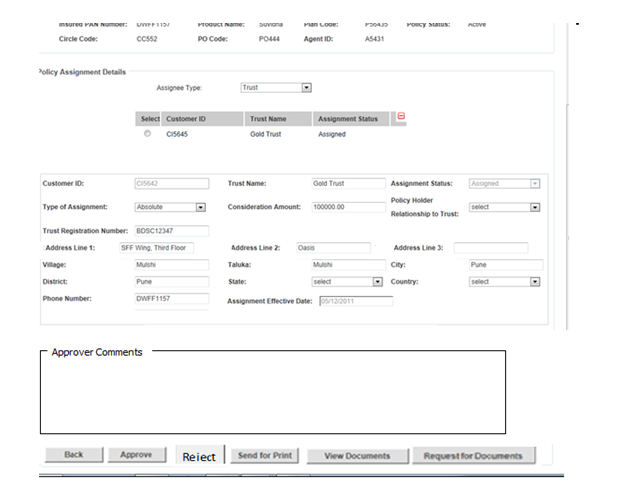 Insured PAN Number: DWFF1157 Product Name: Suvidha Plan Code: P56435 Policy Status: Active
Circle Code: CC552 PO Code: PO444 Agent ID: A5431
Policy Assignment Details
Assignee Type: Trust
Select Customer ID Trust Name Assignment Status
CI5645 Gold Trust Assigned
Customer ID: CI5642 Trust Name: Gold Trust Assignment Status: Assigned
Type of Assignment: Absolute Consideration Amount: 100000.00 Policy Holder Relationship to Trust: select
Trust Registration Number: BDSC12347
Address Line 1: SFF Wing, Third Floor Address Line 2: Oasis Address Line 3:
Village: Mulshi Taluka: Mulshi City: Pune
District: Pune State: select Country: select
Phone Number: DWFF1157 Assignment Effective Date: 05/12/2011
Approver Comments
Back Approve Reject Send for Print View Documents Request for Documents